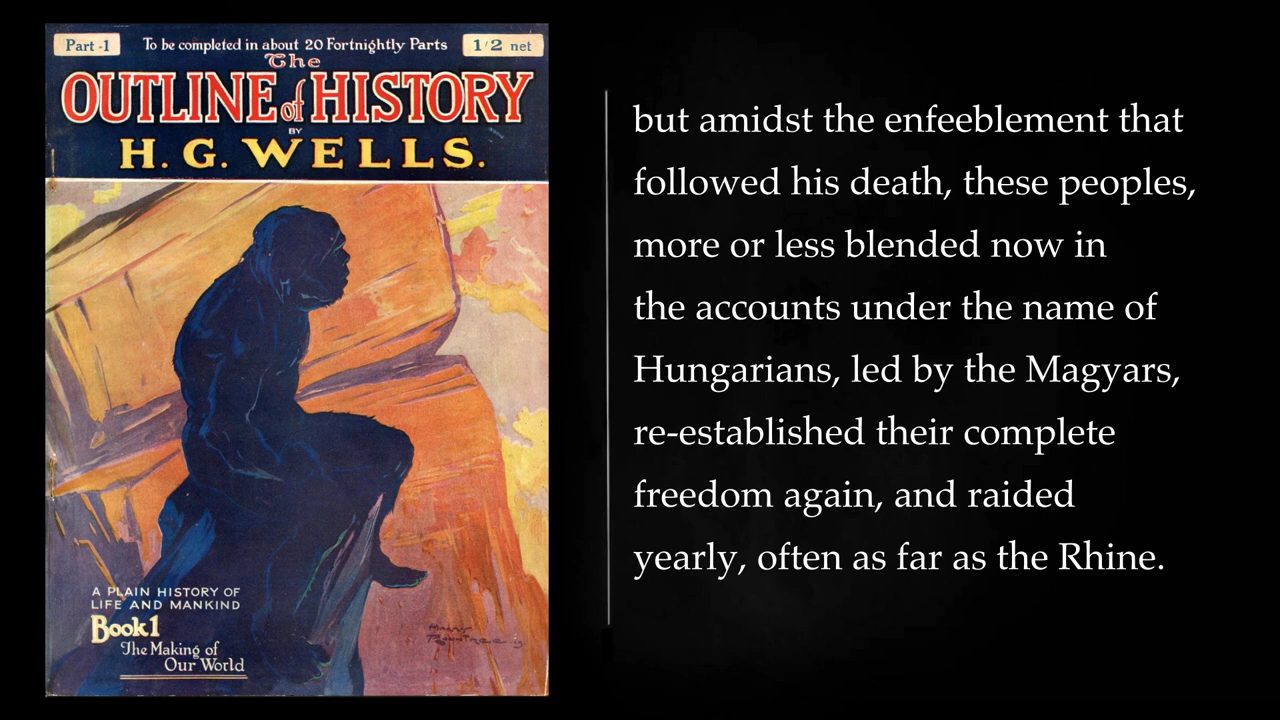 Part -1
To be completed in about 20 Fortnightly Parts
1/2 net
The
OUTLINE of HISTORY
BY
H. G. WELLS.
A PLAIN HISTORY OF
LIFE AND MANKIND
Book 1
The Making of
Our World
but amidst the enfeeblement that
followed his death, these peoples,
more or less blended now in
the accounts under the name of
Hungarians, led by the Magyars,
re-established their complete
freedom again, and raided
yearly, often as far as the Rhine.